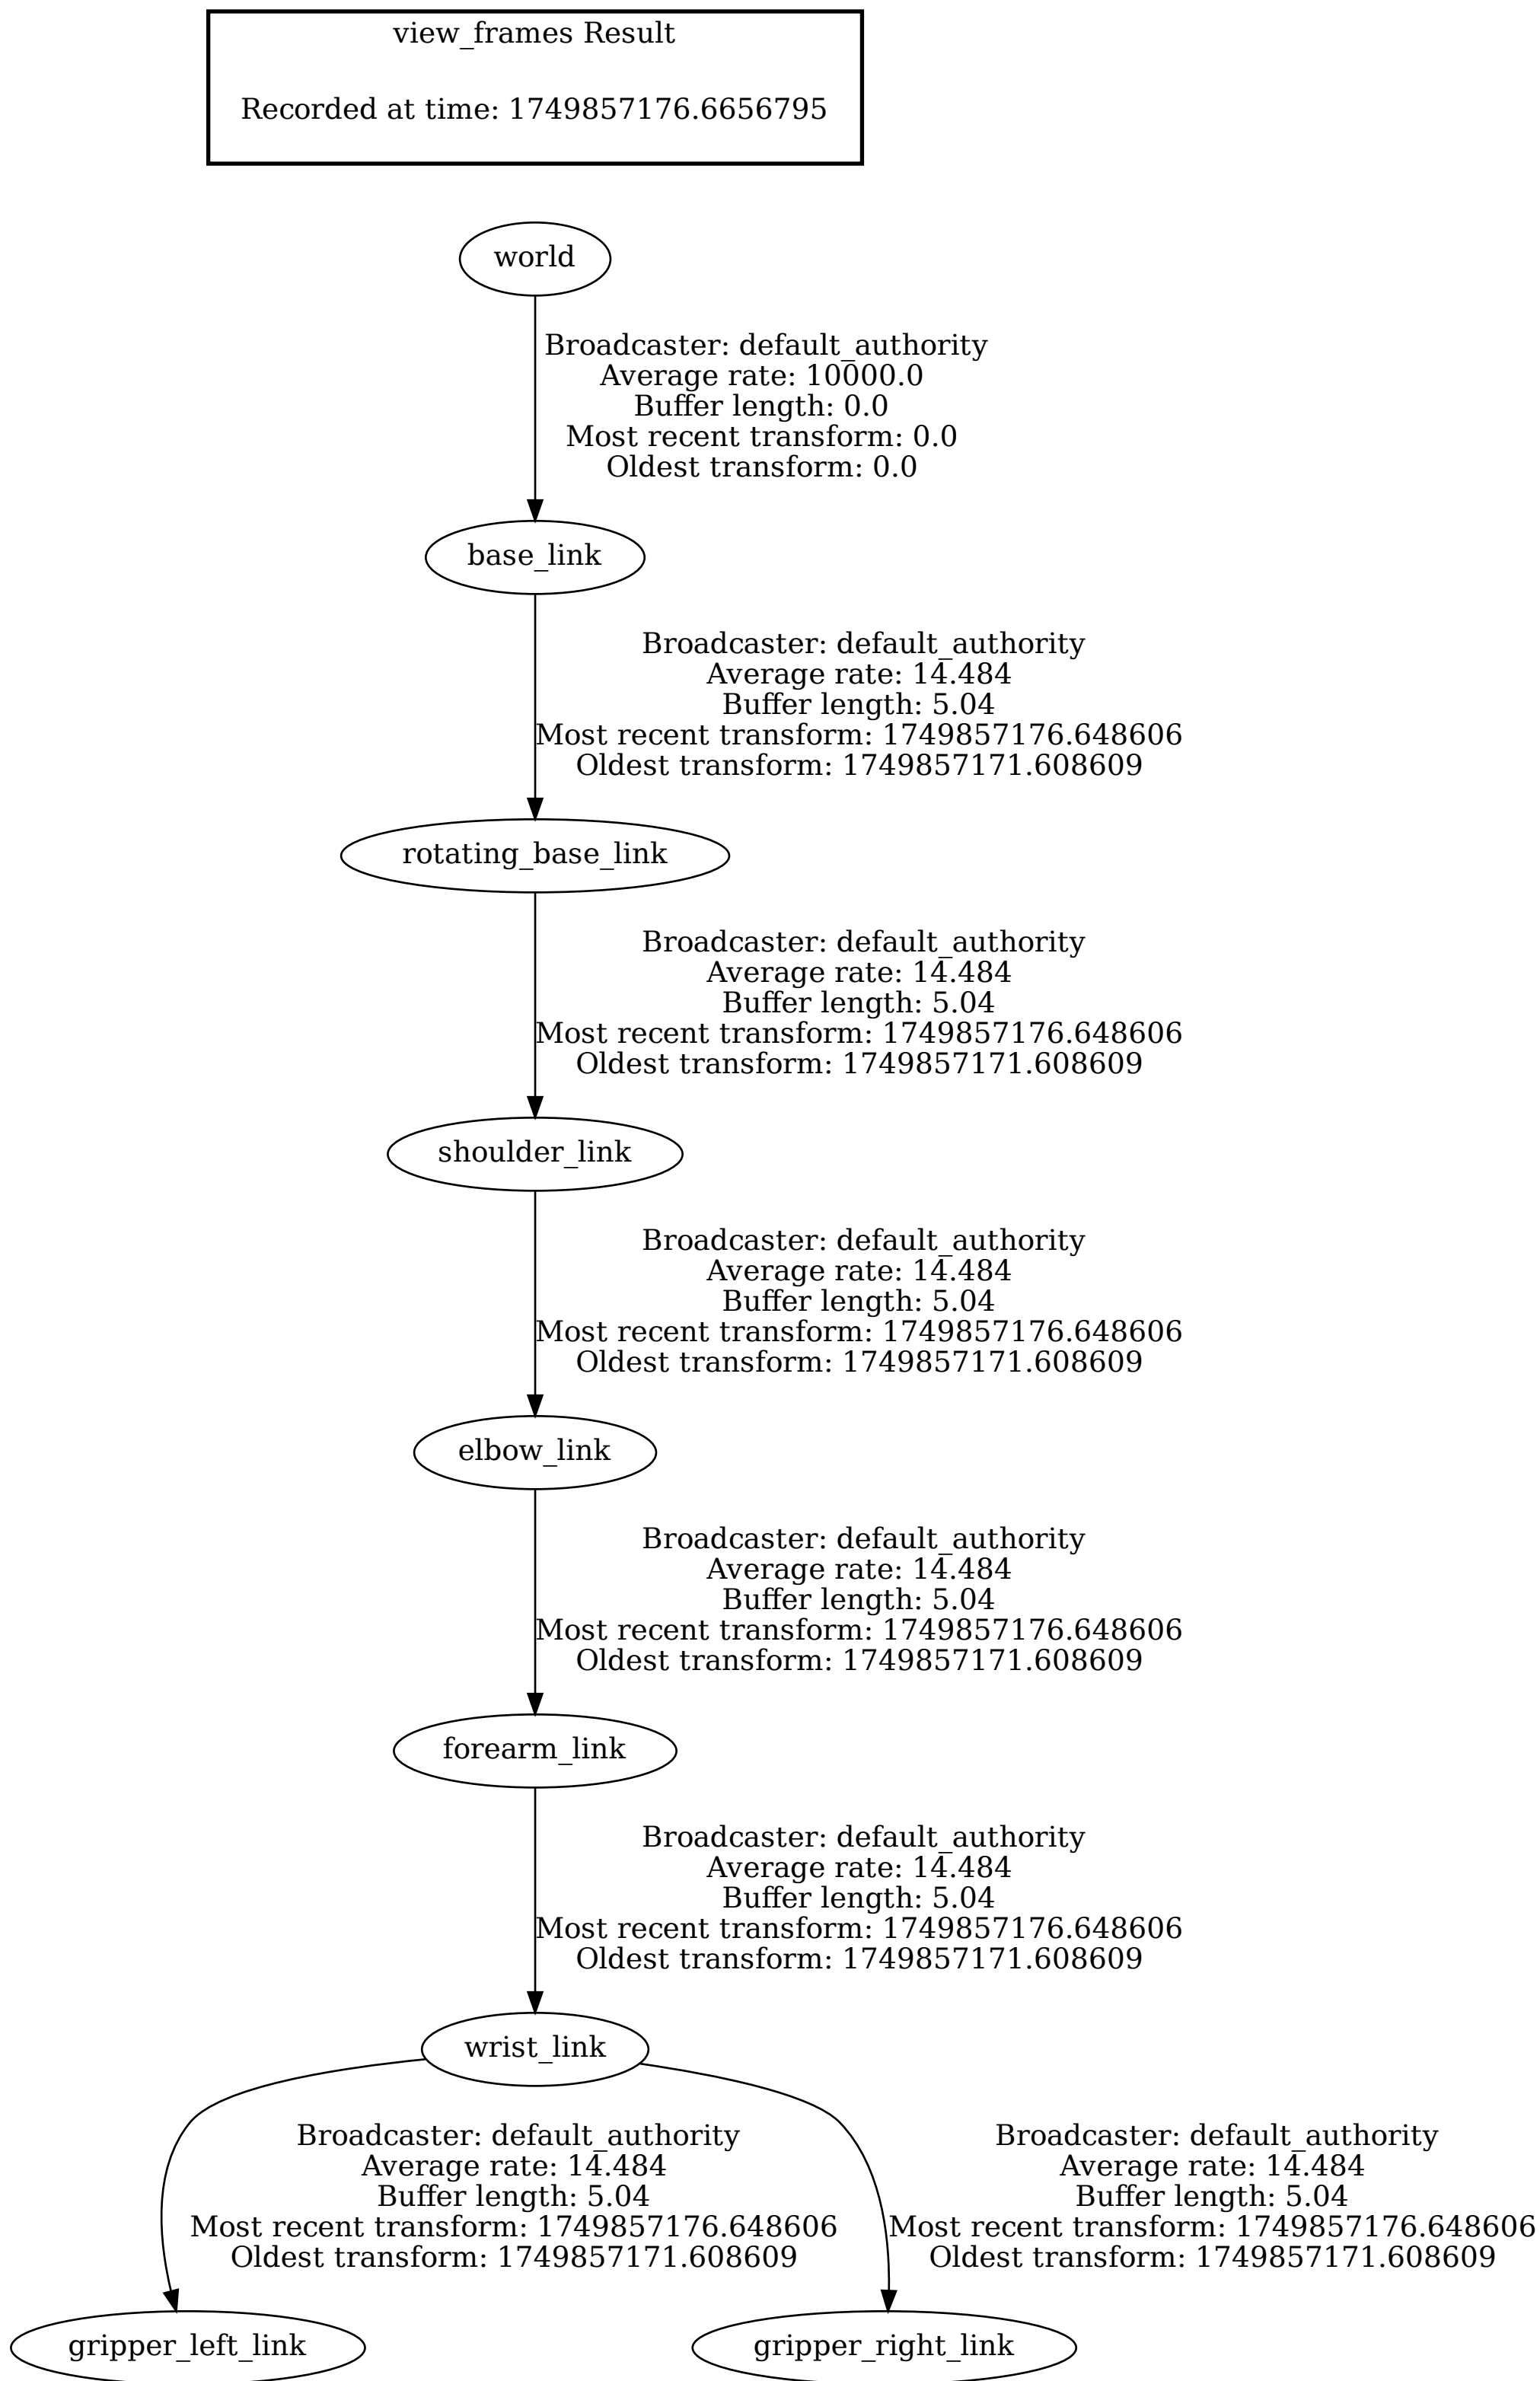 view_frames Result
Recorded at time: 1749857176.6656795
world
Broadcaster: default_authority
Average rate: 10000.0
Buffer length: 0.0
Most recent transform: 0.0
Oldest transform: 0.0
base_link
Broadcaster: default_authority
Average rate: 14.484
Buffer length: 5.04
Most recent transform: 1749857176.648606
Oldest transform: 1749857171.608609
rotating_base_link
Broadcaster: default_authority
Average rate: 14.484
Buffer length: 5.04
Most recent transform: 1749857176.648606
Oldest transform: 1749857171.608609
shoulder_link
Broadcaster: default_authority
Average rate: 14.484
Buffer length: 5.04
Most recent transform: 1749857176.648606
Oldest transform: 1749857171.608609
elbow_link
Broadcaster: default_authority
Average rate: 14.484
Buffer length: 5.04
Most recent transform: 1749857176.648606
Oldest transform: 1749857171.608609
forearm_link
Broadcaster: default_authority
Average rate: 14.484
Buffer length: 5.04
Most recent transform: 1749857176.648606
Oldest transform: 1749857171.608609
wrist_link
Broadcaster: default_authority
Average rate: 14.484
Buffer length: 5.04
Most recent transform: 1749857176.648606
Oldest transform: 1749857171.608609
Broadcaster: default_authority
Average rate: 14.484
Buffer length: 5.04
Most recent transform: 1749857176.648606
Oldest transform: 1749857171.608609
gripper_left_link
gripper_right_link